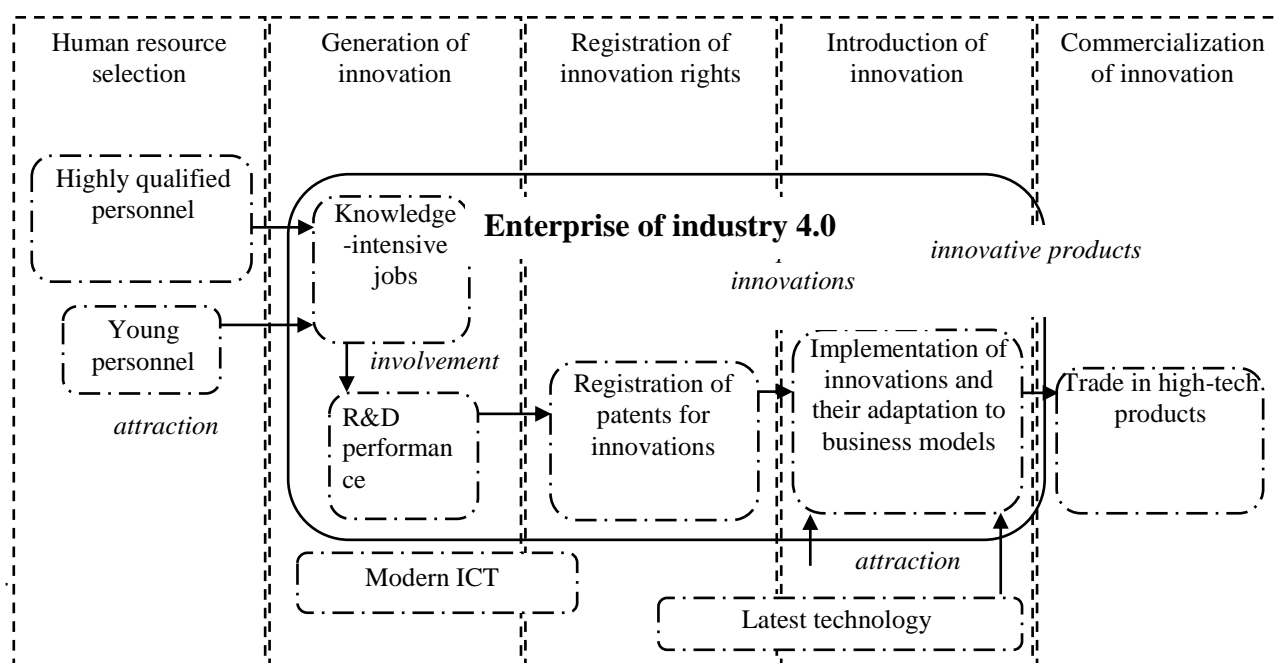 Human resource
selection
Generation of
innovation
Registration of
innovation rights
Introduction of
innovation
Commercialization
of innovation
Highly qualified
personnel
Knowledge
-intensive
jobs
Enterprise of industry 4.0
innovative products
innovations
Young
personnel
involvement
attraction
R&D
performan
ce
Registration of
patents for
innovations
Implementation of
innovations and
their adaptation to
business models
Trade in high-tech
products
attraction
Modern ICT
Latest technology